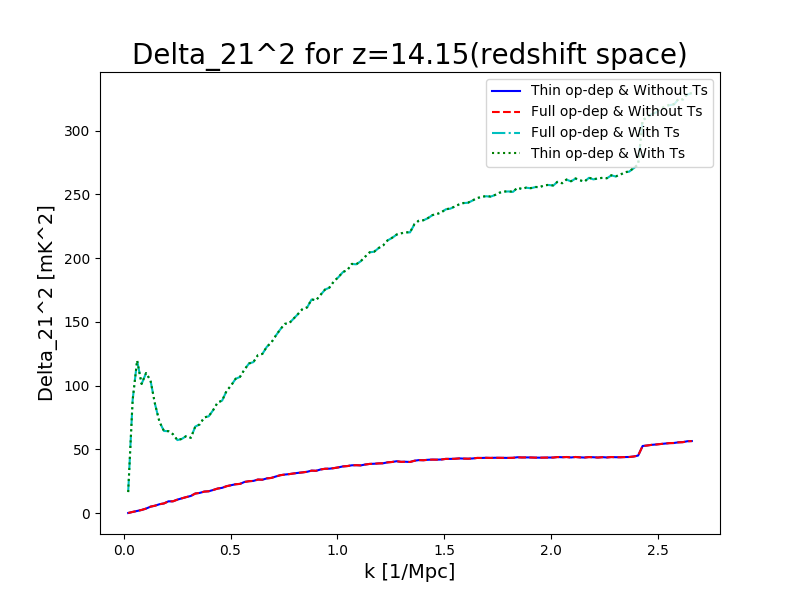 Delta_21^2 for z=14.15(redshift space)
Thin op-dep & Without Ts
Full op-dep & Without Ts
Full op-dep & With Ts
Thin op-dep & With Ts
Delta_21^2 [mK^2]
300
250
200
150
100
50
0
0.0 0.5 1.0 1.5 2.0 2.5
k [1/Mpc]